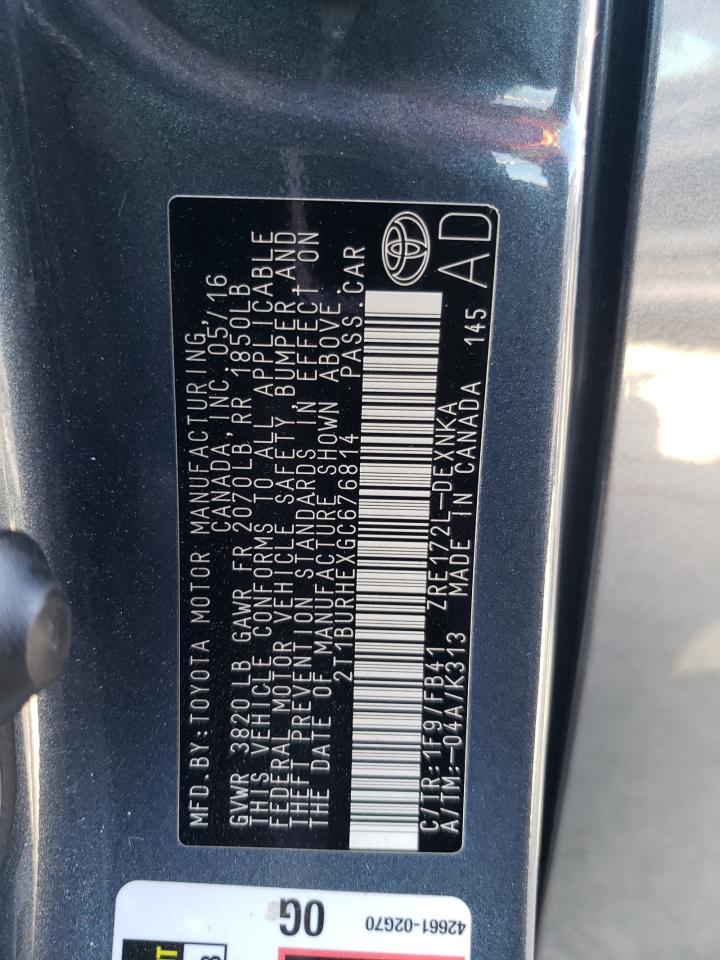 MFD.BY:TOYOTA MOTOR MANUFACTURING,
CANADA, INC. 05/16
GVWR 3820 LB GAWR FR 2070LB, RR 1850LB
THIS VEHICLE CONFORMS TO ALL APPLICABLE
FEDERAL MOTOR VEHICLE SAFETY, BUMPER, AND
THEFT PREVENTION STANDARDS IN EFFECT ON
THE DATE OF MANUFACTURE SHOWN ABOVE.
2T1BURHEXGC676814 PASS.CAR
C/TR:1F9/FB41 ZRE172L-DEXNKA
A/TM:-04A/K313 MADE IN CANADA 145
AD
0G
42661-02G70